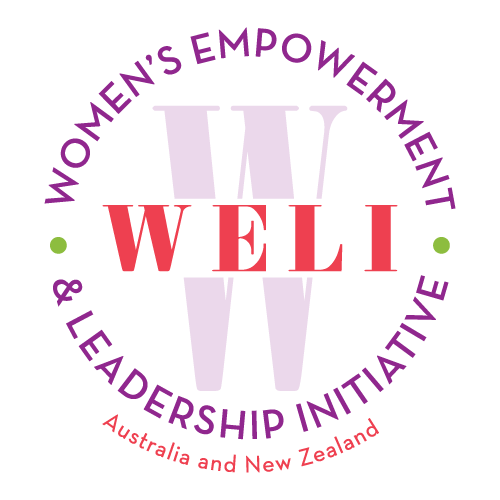 WOMEN'S EMPOWERMENT
W
WELI
& LEADERSHIP INITIATIVE
Australia and New Zealand